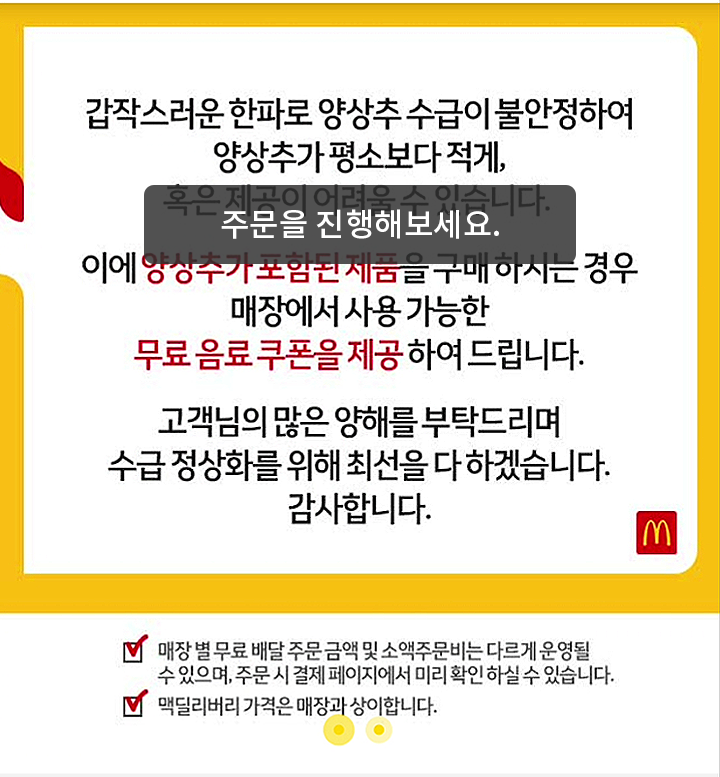 갑작스러운 한파로 양상추 수급이 불안정하여
양상추가 평소보다 적게,
혹은 제공이 어려울 수 있습니다.
주문을 진행해보세요.
이에 양상추가 포함된 제품을 구매 하시는 경우
매장에서 사용 가능한
무료 음료 쿠폰을 제공 하여 드립니다.
고객님의 많은 양해를 부탁드리며
수급 정상화를 위해 최선을 다 하겠습니다.
감사합니다.
매장 별 무료 배달 주문 금액 및 소액주문비는 다르게 운영될
수 있으며, 주문 시 결제 페이지에서 미리 확인 하실 수 있습니다.
맥딜리버리 가격은 매장과 상이합니다.